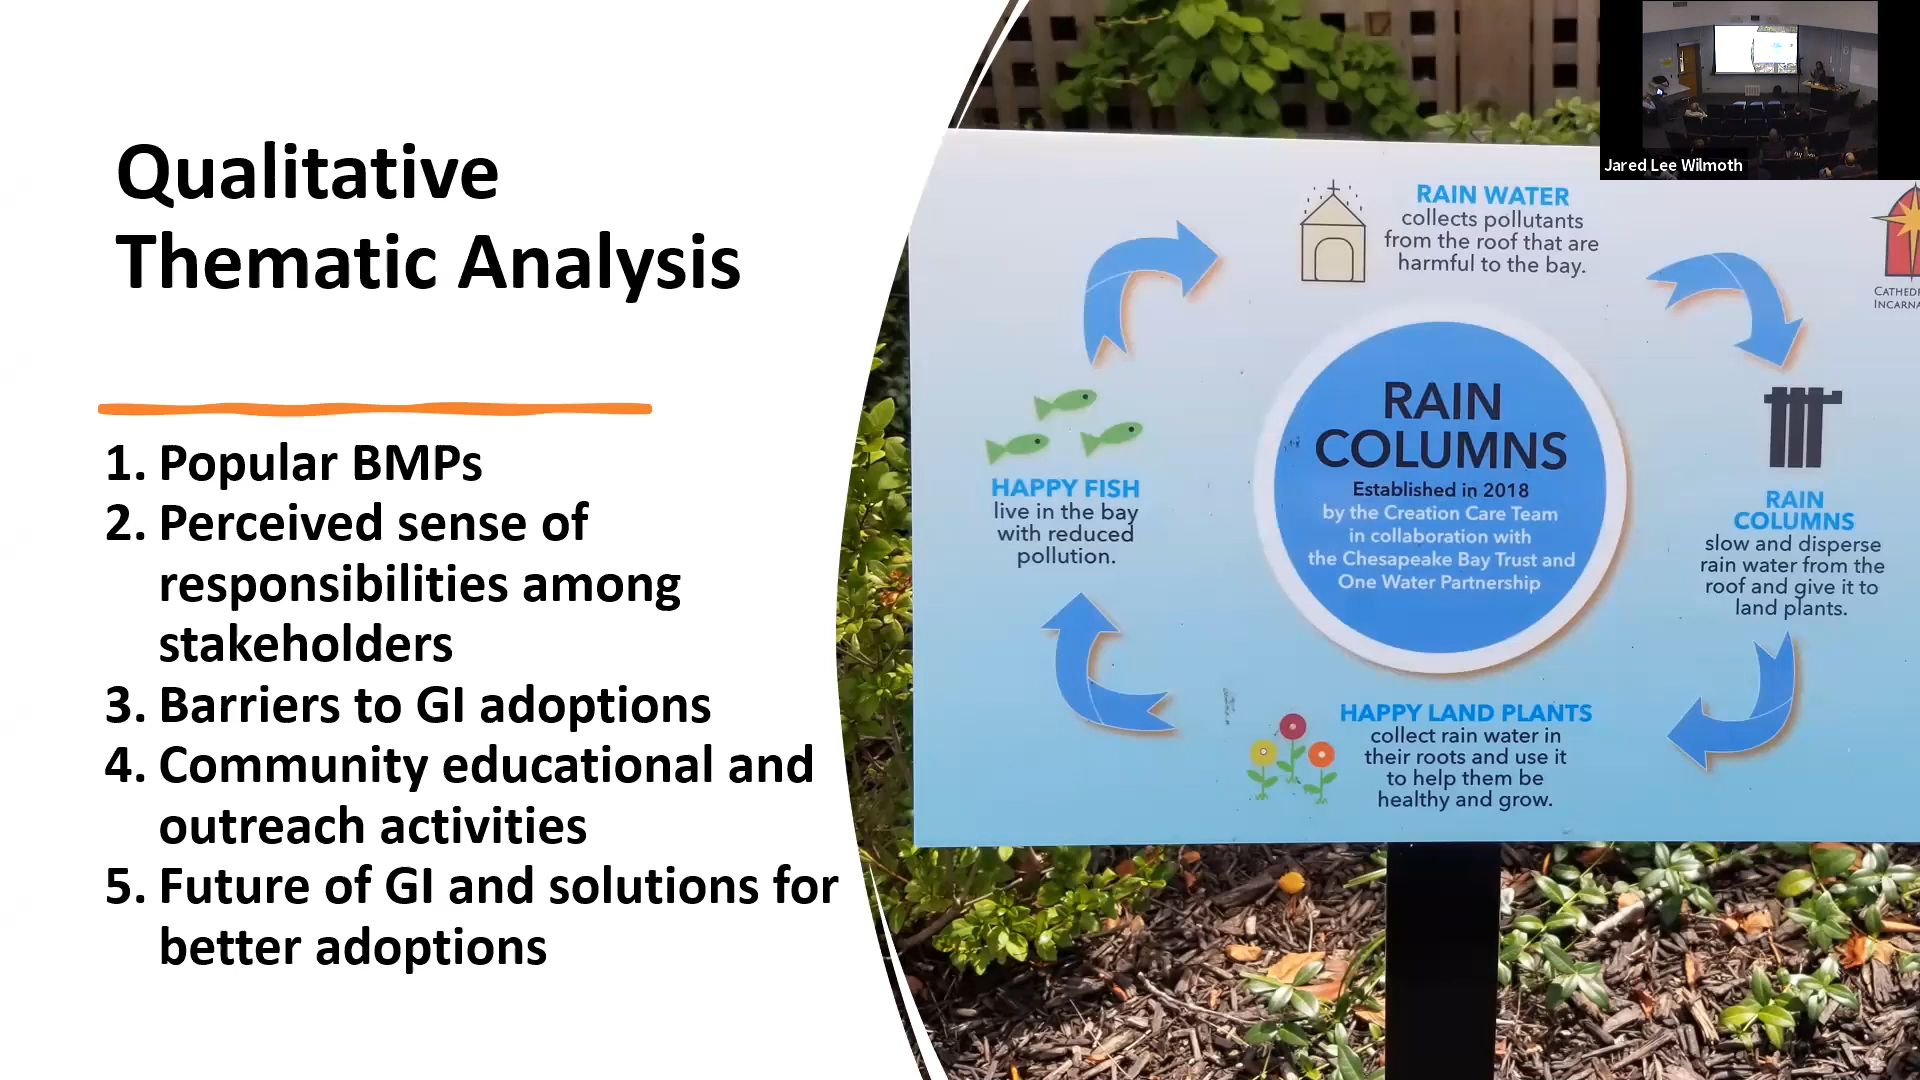 Qualitative
Thematic Analysis
1. Popular BMPs
2. Perceived sense of
responsibilities among
stakeholders
3. Barriers to GI adoptions
4. Community educational and
outreach activities
5. Future of GI and solutions for
better adoptions
Jared Lee Wilmoth
RAIN WATER
collects pollutants
from the roof that are
harmful to the bay.
RAIN
COLUMNS
Established in 2018
by the Creation Care Team
in collaboration with
the Chesapeake Bay Trust and
One Water Partnership
RAIN
COLUMNS
slow and disperse
rain water from the
roof and give it to
land plants.
HAPPY LAND PLANTS
collect rain water in
their roots and use it
to help them be
healthy and grow.
HAPPY FISH
live in the bay
with reduced
pollution.